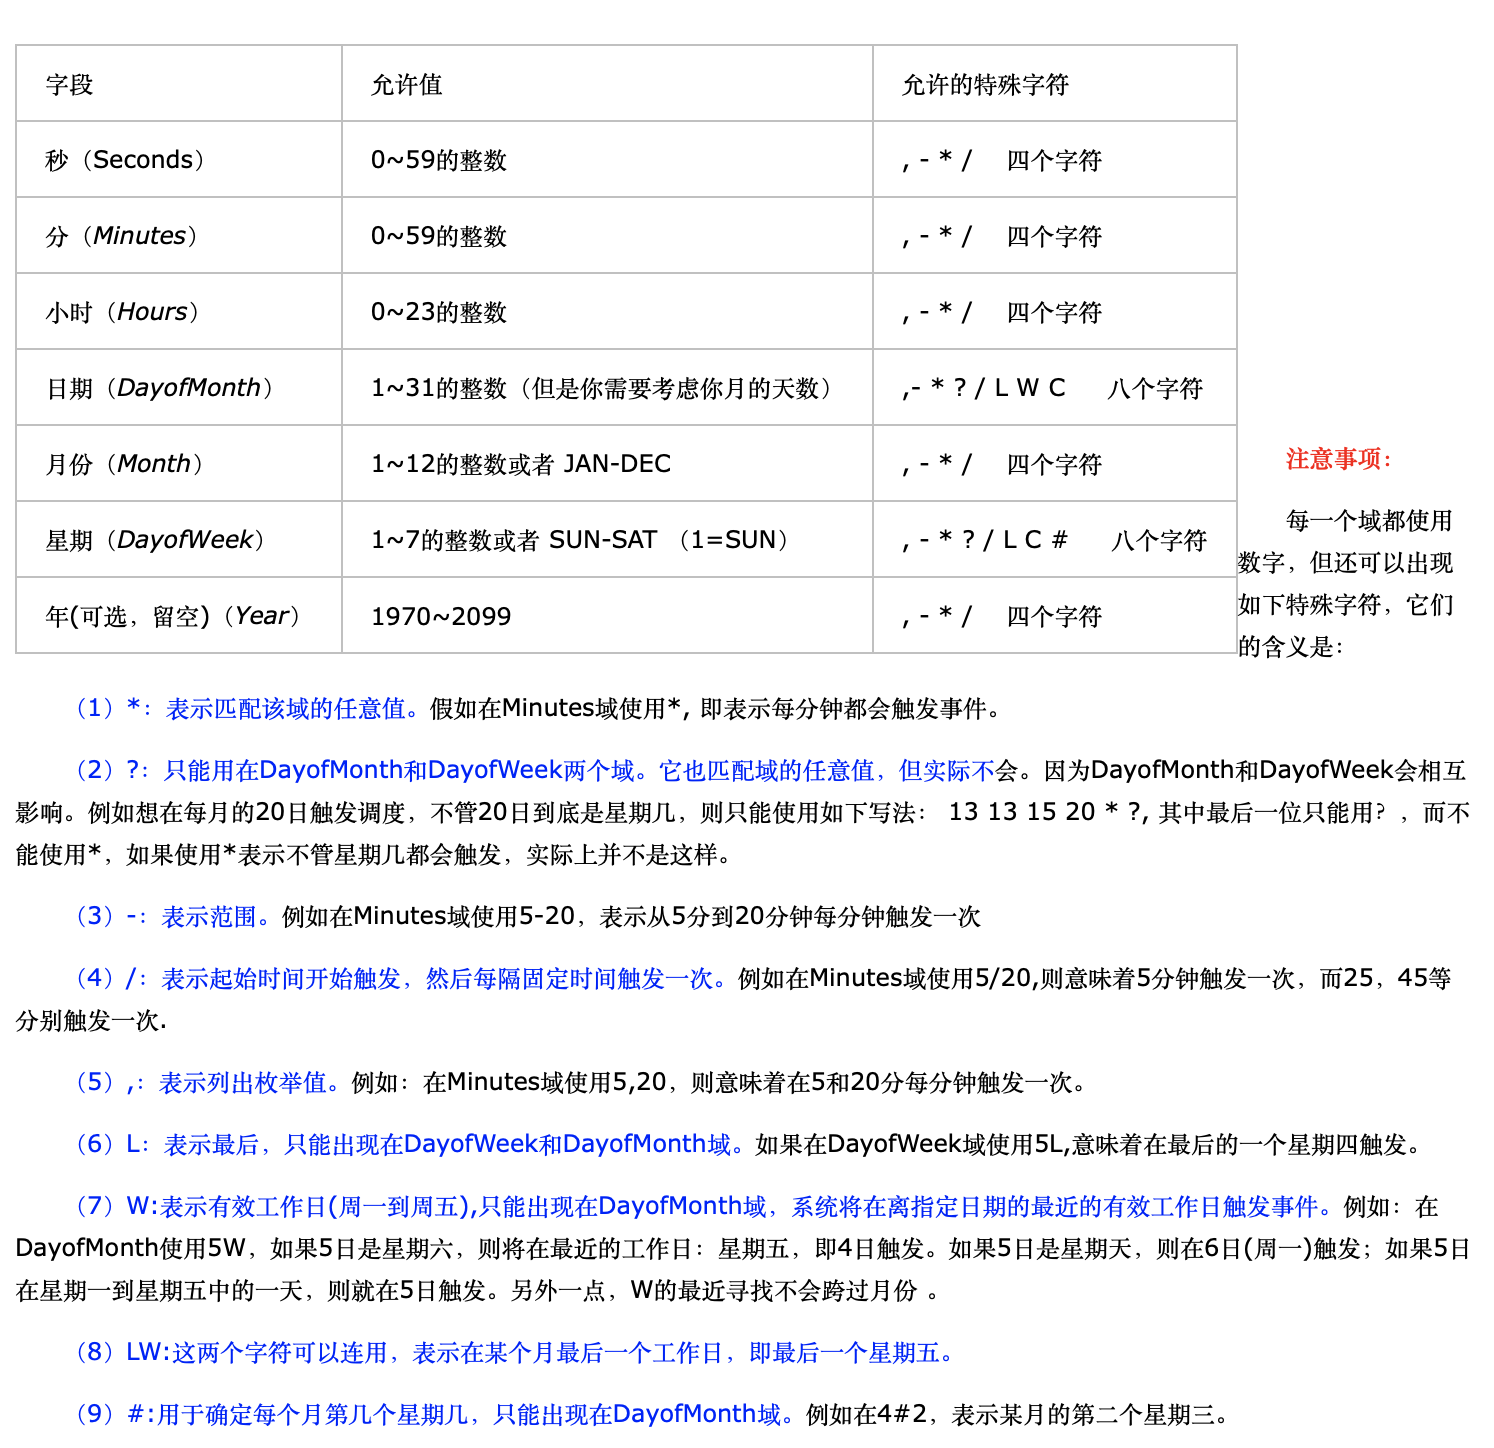 字段 允许值 允许的特殊字符
秒（Seconds） 0~59的整数 , - * / 四个字符
分（Minutes） 0~59的整数 , - * / 四个字符
小时（Hours） 0~23的整数 , - * / 四个字符
日期（DayofMonth） 1~31的整数（但是你需要考虑你月的天数） ,- * ? / L W C 八个字符
月份（Month） 1~12的整数或者 JAN-DEC , - * / 四个字符
星期（DayofWeek） 1~7的整数或者 SUN-SAT （1=SUN） , - * ? / L C # 八个字符
年(可选，留空)（Year） 1970~2099 , - * / 四个字符
注意事项：
每一个域都使用
数字，但还可以出现
如下特殊字符，它们
的含义是：
（1）*：表示匹配该域的任意值。假如在Minutes域使用*, 即表示每分钟都会触发事件。
（2）?：只能用在DayofMonth和DayofWeek两个域。它也匹配域的任意值，但实际不会。因为DayofMonth和DayofWeek会相互
影响。例如想在每月的20日触发调度，不管20日到底是星期几，则只能使用如下写法： 13 13 15 20 * ?, 其中最后一位只能用？，而不
能使用*，如果使用*表示不管星期几都会触发，实际上并不是这样。
（3）-：表示范围。例如在Minutes域使用5-20，表示从5分到20分钟每分钟触发一次
（4）/：表示起始时间开始触发，然后每隔固定时间触发一次。例如在Minutes域使用5/20,则意味着5分钟触发一次，而25，45等
分别触发一次.
（5）,：表示列出枚举值。例如：在Minutes域使用5,20，则意味着在5和20分每分钟触发一次。
（6）L：表示最后，只能出现在DayofWeek和DayofMonth域。如果在DayofWeek域使用5L,意味着在最后的一个星期四触发。
（7）W:表示有效工作日(周一到周五),只能出现在DayofMonth域，系统将在离指定日期的最近的有效工作日触发事件。例如：在
DayofMonth使用5W，如果5日是星期六，则将在最近的工作日：星期五，即4日触发。如果5日是星期天，则在6日(周一)触发；如果5日
在星期一到星期五中的一天，则就在5日触发。另外一点，W的最近寻找不会跨过月份 。
（8）LW:这两个字符可以连用，表示在某个月最后一个工作日，即最后一个星期五。
（9）#:用于确定每个月第几个星期几，只能出现在DayofMonth域。例如在4#2，表示某月的第二个星期三。